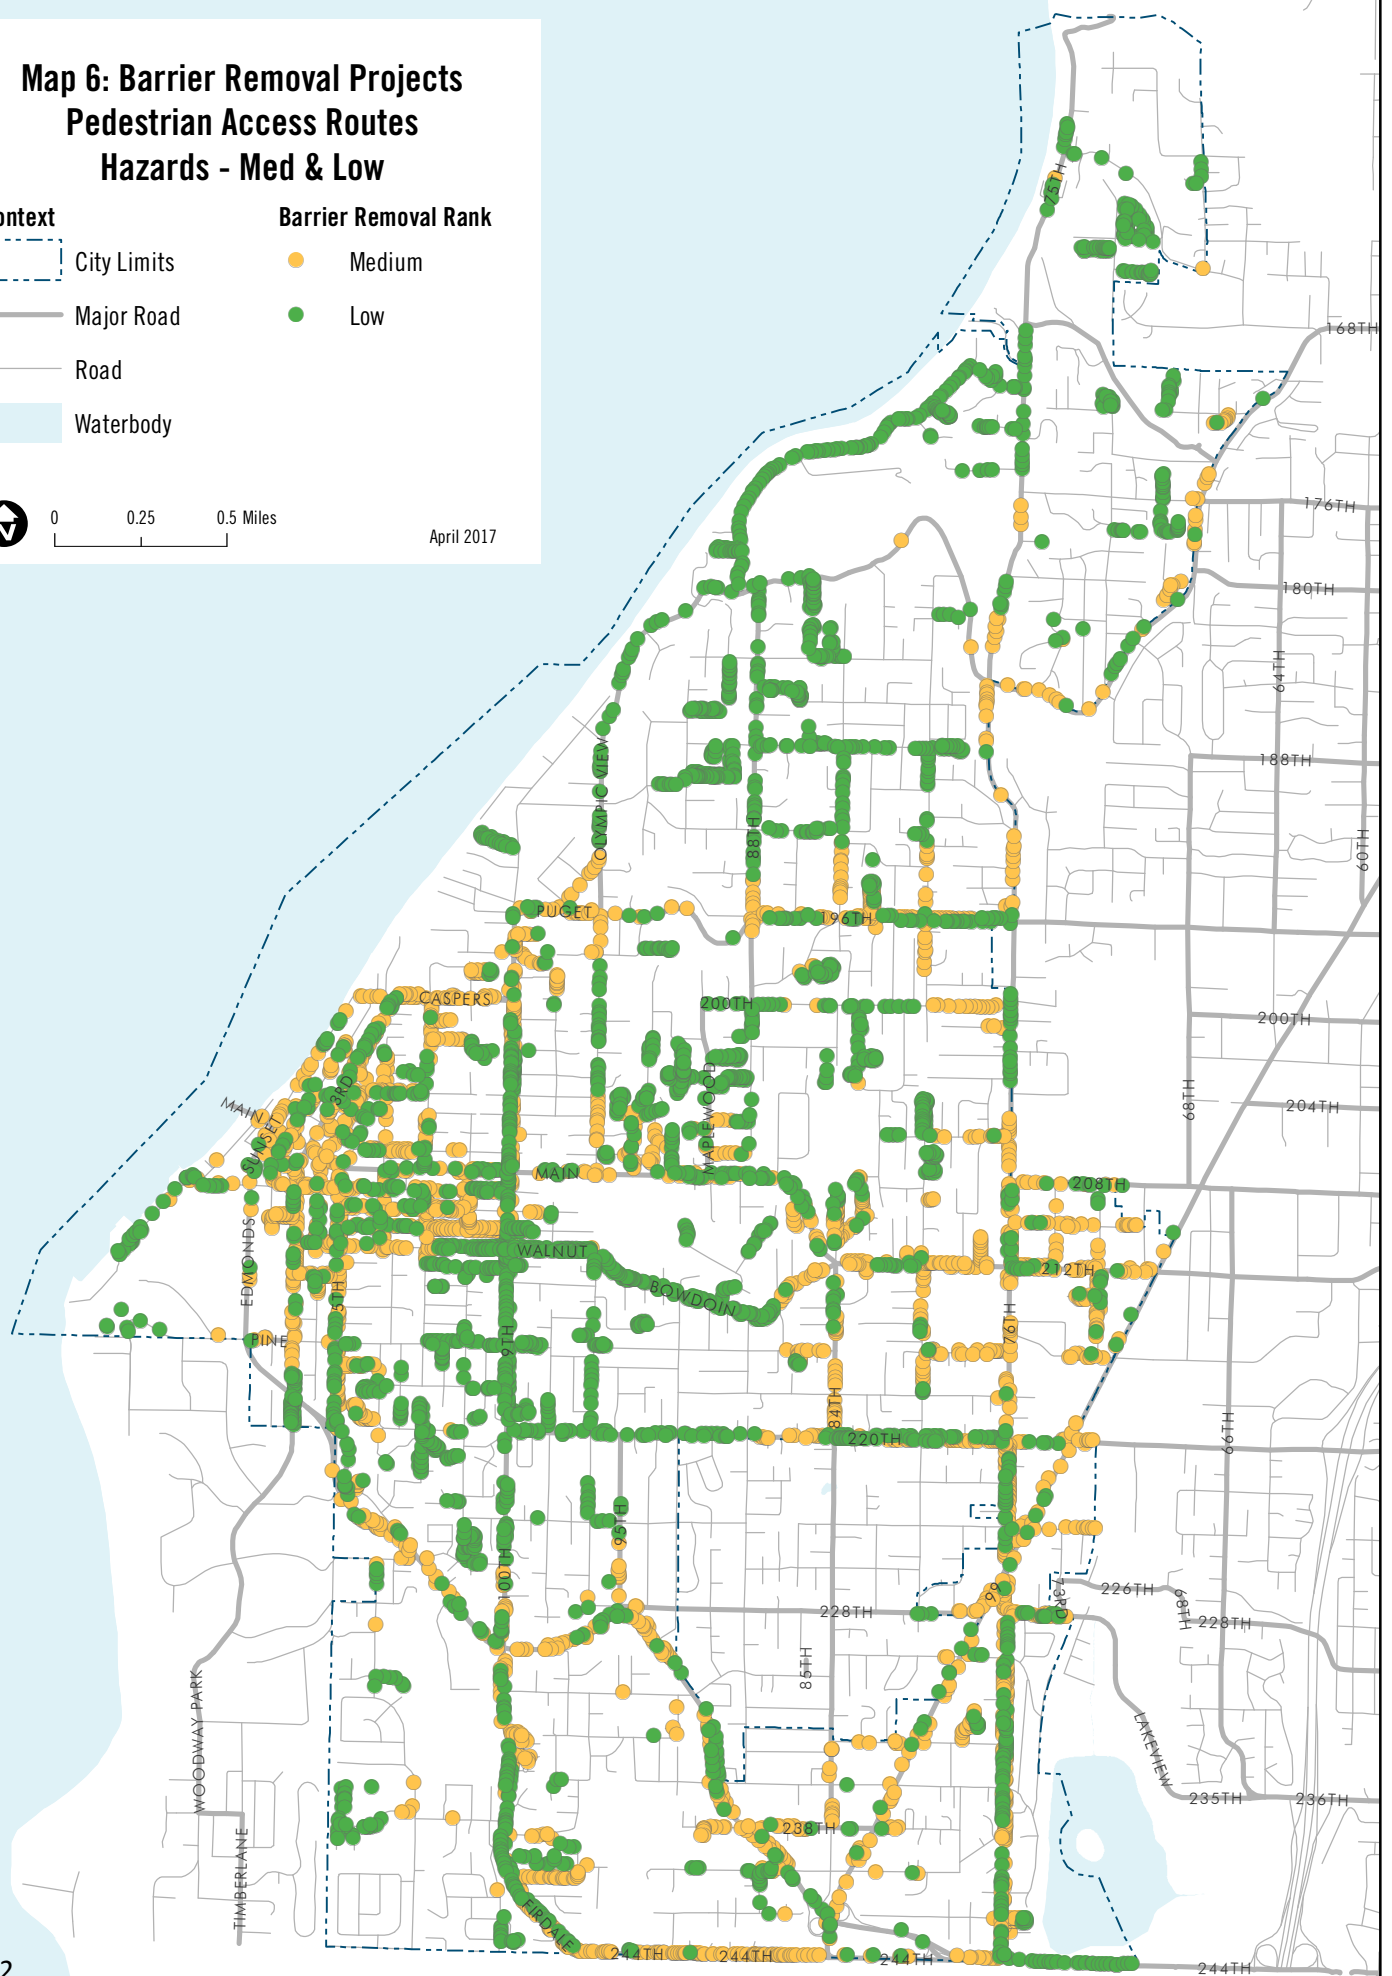 Map 6: Barrier Removal Projects
Pedestrian Access Routes
Hazards - Med & Low
ontext
Barrier Removal Rank
City Limits
Medium
Major Road
Low
Road
Waterbody
0 0.25 0.5 Miles
April 2017
75TH
168TH
176TH
180TH
64TH
188TH
60TH
OLYMPIC VIEW
88TH
PUGET
196TH
CASPERS
200TH
200TH
3RD
MAIN
SUNSET
MAPLEWOOD
68TH
204TH
MAIN
208TH
EDMONDS
WALNUT
212TH
5TH
BOWDOIN
PINE
9TH
76TH
84TH
220TH
66TH
95TH
100TH
99
73RD
226TH
68TH
228TH
228TH
85TH
WOODWAY PARK
LAKEVIEW
235TH
236TH
238TH
TIMBERLANE
FIRDALE
244TH
244TH
244TH
244TH
2